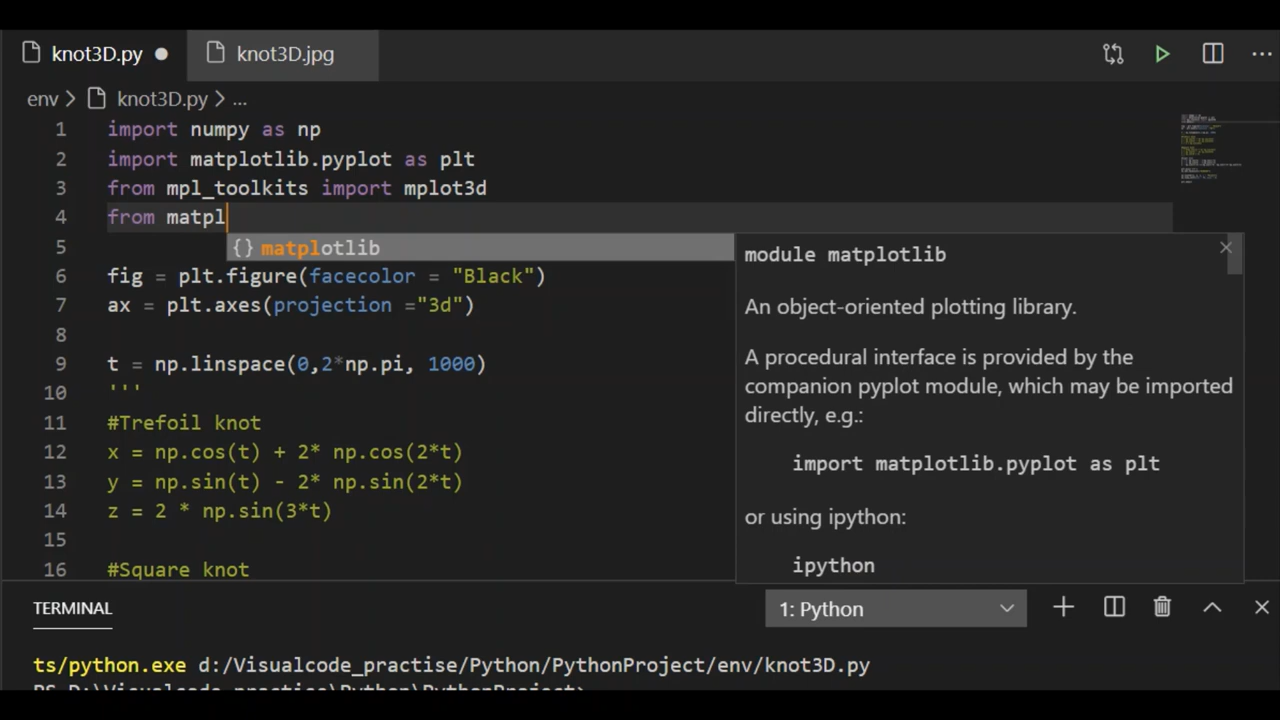 knot3D.py knot3D.jpg
env > knot3D.py > ...
1 import numpy as np
2 import matplotlib.pyplot as plt
3 from mpl_toolkits import mplot3d
4 from matpl
5 {} matplotlib
6 fig = plt.figure(facecolor = "Black")
7 ax = plt.axes(projection ="3d")
8
9 t = np.linspace(0,2*np.pi, 1000)
10 '''
11 #Trefoil knot
12 x = np.cos(t) + 2* np.cos(2*t)
13 y = np.sin(t) - 2* np.sin(2*t)
14 z = 2 * np.sin(3*t)
15
16 #Square knot
module matplotlib
An object-oriented plotting library.
A procedural interface is provided by the
companion pyplot module, which may be imported
directly, e.g.:
import matplotlib.pyplot as plt
or using ipython:
ipython
TERMINAL 1: Python
ts/python.exe d:/Visualcode_practise/Python/PythonProject/env/knot3D.py
PS D:\Visualcode_practise\Python\PythonProject>